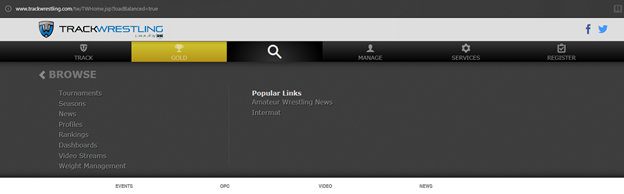 www.trackwrestling.com/tw/TWHome.jsp?loadBalanced=true
TRACKWRESTLING
TRACK
GOLD
MANAGE
SERVICES
REGISTER
BROWSE
Tournaments
Seasons
News
Profiles
Rankings
Dashboards
Video Streams
Weight Management
Popular Links
Amateur Wrestling News
Intermat
EVENTS
OPC
VIDEO
NEWS